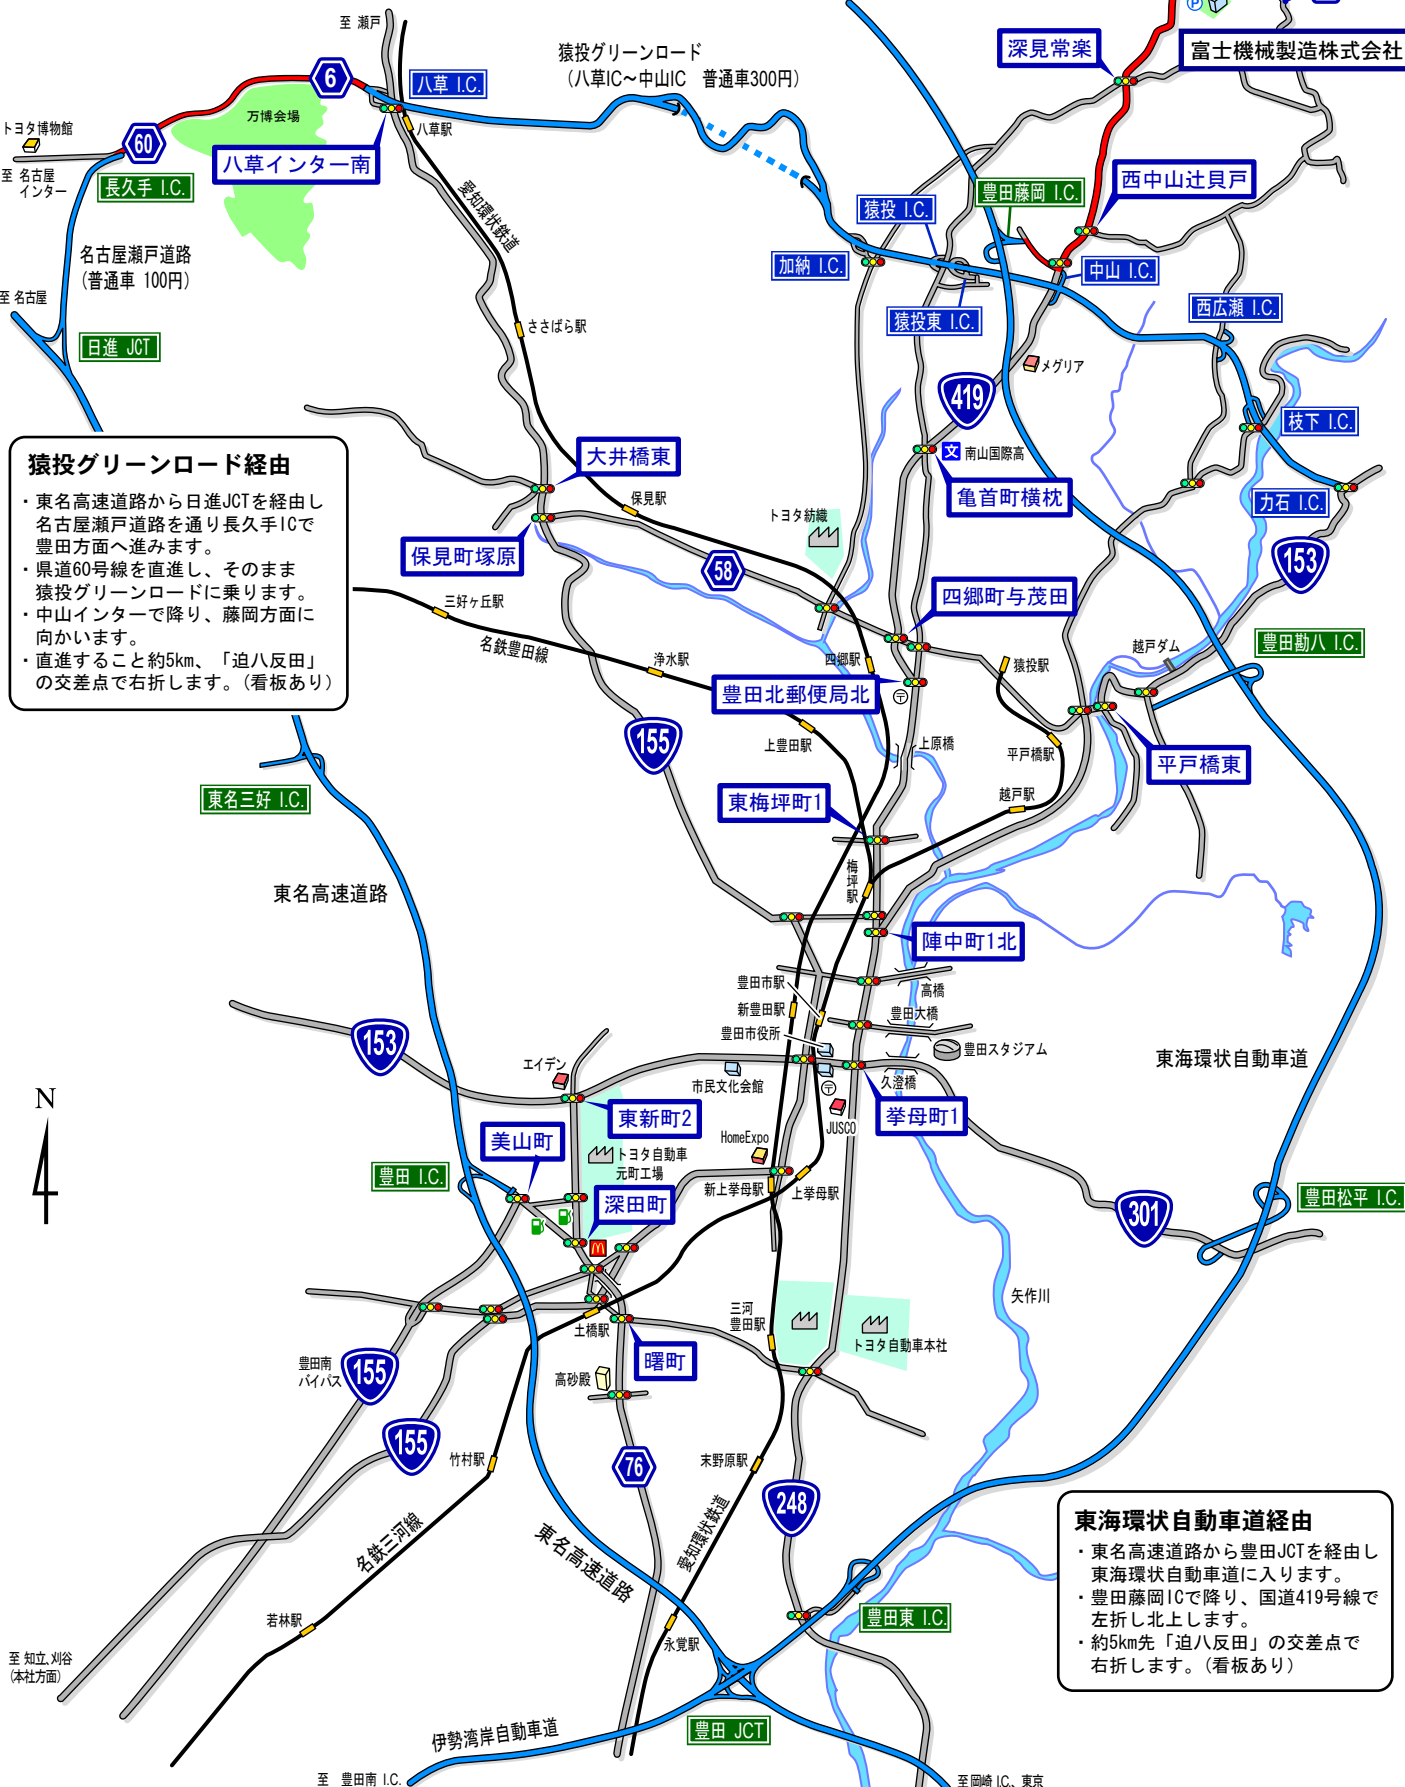 至 瀬戸
猿投グリーンロード
(八草IC～中山IC　普通車300円)
深見常楽
P
富士機械製造株式会社
6
八草 I.C.
万博会場
トヨタ博物館
60
八草インター南
八草駅
至 名古屋
インター
長久手 I.C.
愛知環状鉄道
西中山辻貝戸
豊田藤岡 I.C.
猿投 I.C.
名古屋瀬戸道路
(普通車 100円)
加納 I.C.
中山 I.C.
至 名古屋
西広瀬 I.C.
猿投東 I.C.
ささばら駅
日進 JCT
メグリア
419
枝下 I.C.
猿投グリーンロード経由
・東名高速道路から日進JCTを経由し
名古屋瀬戸道路を通り長久手ICで
豊田方面へ進みます。
・県道60号線を直進し、そのまま
猿投グリーンロードに乗ります。
・中山インターで降り、藤岡方面に
向かいます。
・直進すること約5km、「迫八反田」
の交差点で右折します。(看板あり)
大井橋東
文 南山国際高
亀首町横枕
保見駅
力石 I.C.
トヨタ紡織
保見町塚原
58
153
四郷町与茂田
三好ヶ丘駅
名鉄豊田線
浄水駅
四郷駅
猿投駅
越戸ダム
豊田勘八 I.C.
豊田北郵便局北
〒
155
上豊田駅
上原橋
平戸橋駅
平戸橋東
東名三好 I.C.
東梅坪町1
越戸駅
梅坪駅
東名高速道路
陣中町1北
豊田市駅
高橋
新豊田駅
豊田大橋
153
豊田市役所
豊田スタジアム
東海環状自動車道
エイデン
市民文化会館
久澄橋
〒
N
東新町2
JUSCO
挙母町1
美山町
HomeExpo
トヨタ自動車
元町工場
豊田 I.C.
新上挙母駅
上挙母駅
深田町
豊田松平 I.C.
301
M
矢作川
三河
豊田駅
土橋駅
トヨタ自動車本社
豊田南
バイパス
155
曙町
高砂殿
155
竹村駅
76
末野原駅
248
名鉄三河線
東名高速道路
愛知環状鉄道
東海環状自動車道経由
・東名高速道路から豊田JCTを経由し
東海環状自動車道に入ります。
・豊田藤岡ICで降り、国道419号線で
左折し北上します。
・約5km先「迫八反田」の交差点で
右折します。(看板あり)
若林駅
永覚駅
豊田東 I.C.
至 知立、刈谷
(本社方面)
豊田 JCT
伊勢湾岸自動車道
至 豊田南 I.C.
至岡崎 I.C、東京